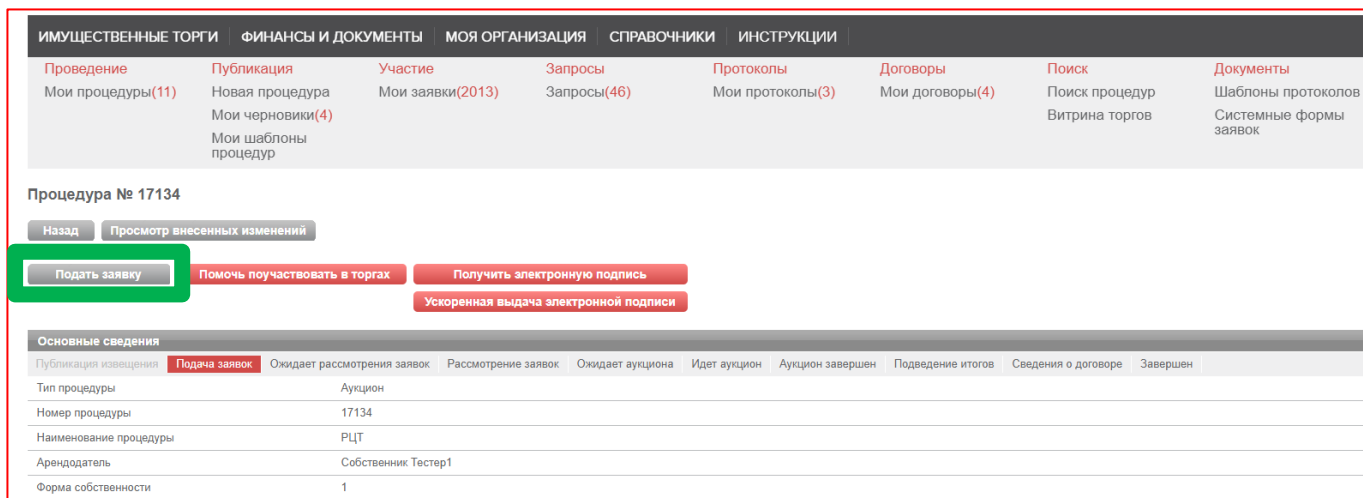 ИМУЩЕСТВЕННЫЕ ТОРГИ ФИНАНСЫ И ДОКУМЕНТЫ МОЯ ОРГАНИЗАЦИЯ СПРАВОЧНИКИ ИНСТРУКЦИИ
Проведение Публикация Участие Запросы Протоколы Договоры Поиск Документы
Мои процедуры(11) Новая процедура Мои заявки(2013) Запросы(46) Мои протоколы(3) Мои договоры(4) Поиск процедур Шаблоны протоколов
Мои черновики(4) Витрина торгов Системные формы
заявок
Мои шаблоны
процедур
Процедура № 17134
Назад Просмотр внесенных изменений
Подать заявку Помочь поучаствовать в торгах Получить электронную подпись
Ускоренная выдача электронной подписи
Основные сведения
Публикация извещения Подача заявок Ожидает рассмотрения заявок Рассмотрение заявок Ожидает аукциона Идет аукцион Аукцион завершен Подведение итогов Сведения о договоре Завершен
Тип процедуры Аукцион
Номер процедуры 17134
Наименование процедуры РЦТ
Арендодатель Собственник Тестер1
Форма собственности 1